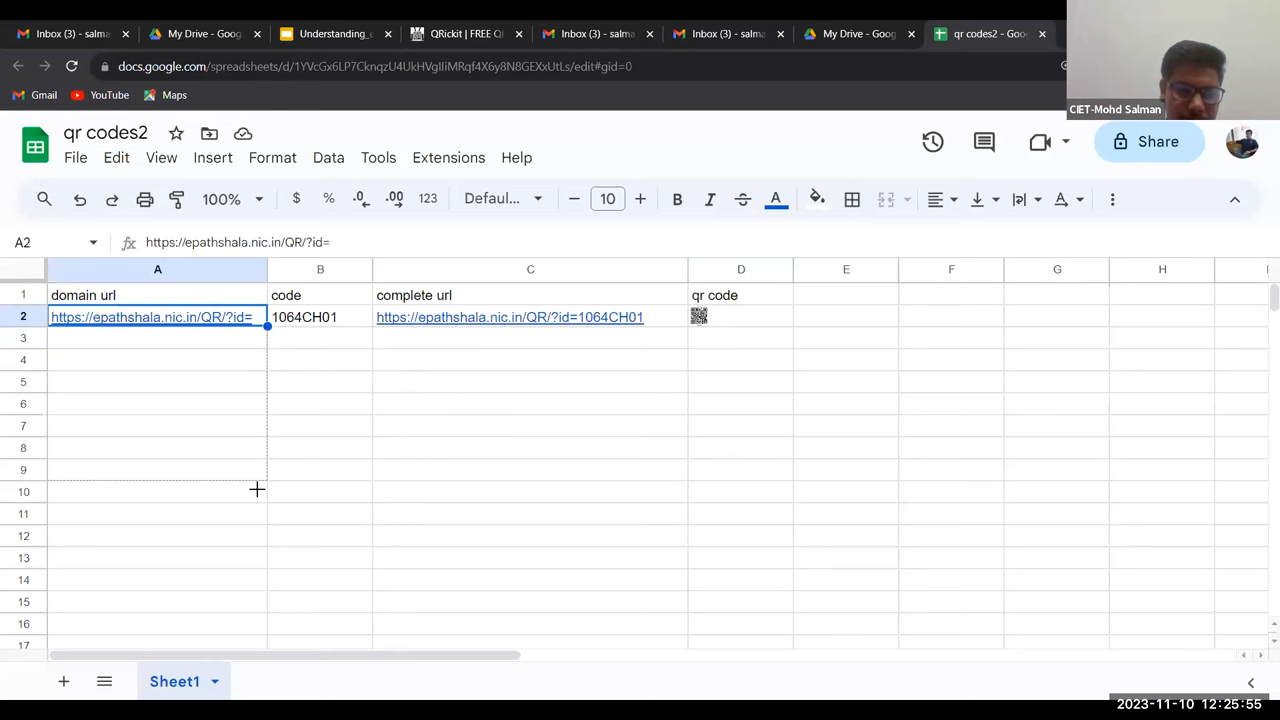 Inbox (3) - salma
My Drive - Goog
Understanding_e
QRickit | FREE Q
Inbox (3) - salma
Inbox (3) - salma
My Drive - Goog
qr codes2 - Goo
docs.google.com/spreadsheets/d/1YVcGx6LP7CknqzU4UkHVglIiMRqf4X6y8N8GFXxUtLs/edit#gid=0
Gmail
YouTube
Maps
CIET-Mohd Salman
qr codes2
File Edit View Insert Format Data Tools Extensions Help
Share
100%
$ % .0 .00 123
Defaul...
10
B I A
A2
fx https://epathshala.nic.in/QR/?id=
A B C D E F G H
1 domain url code complete url qr code
2 https://epathshala.nic.in/QR/?id= 1064CH01 https://epathshala.nic.in/QR/?id=1064CH01
3
4
5
6
7
8
9
10
11
12
13
14
15
16
17
Sheet1
2023-11-10 12:25:55